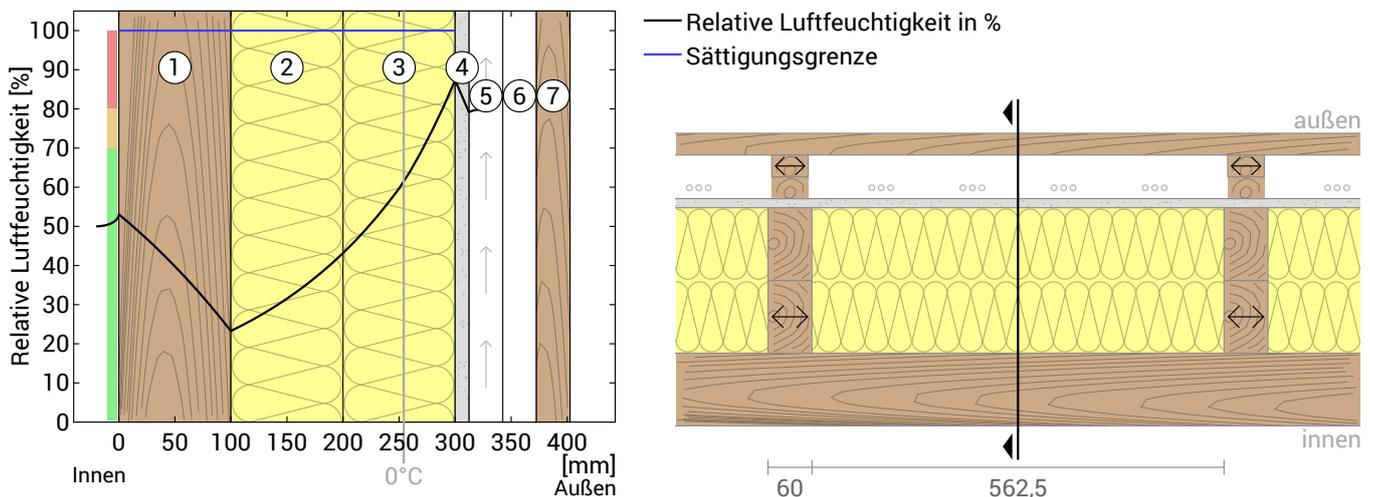 Relative Luftfeuchtigkeit in %
Sättigungsgrenze
Relative Luftfeuchtigkeit [%]
100
90
80
70
60
50
40
30
20
10
0
1
2
3
4
5
6
7
0 50 100 150 200 250 300 350 400
[mm]
Innen
0°C
Außen
außen
innen
60
562,5